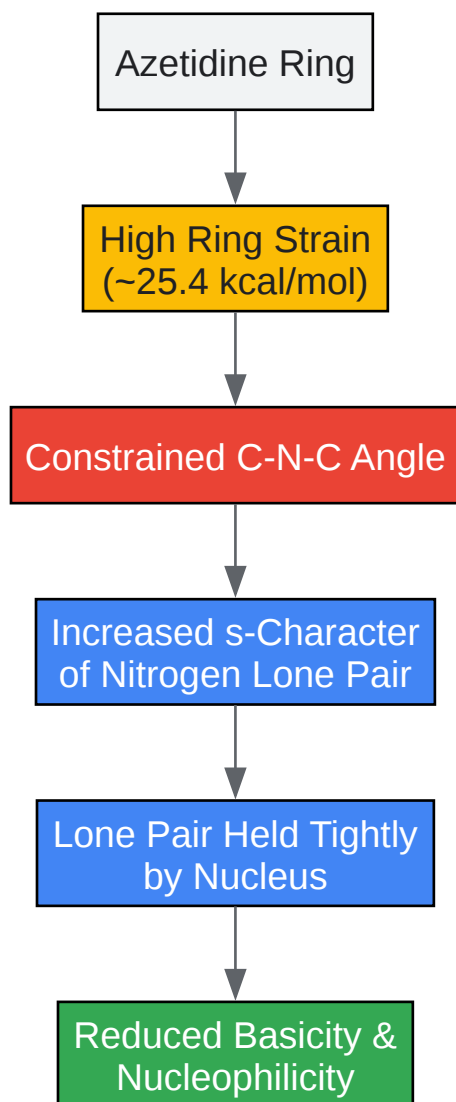 Azetidine Ring
High Ring Strain
(~25.4 kcal/mol)
Constrained C-N-C Angle
Increased s-Character
of Nitrogen Lone Pair
Lone Pair Held Tightly
by Nucleus
Reduced Basicity &
Nucleophilicity